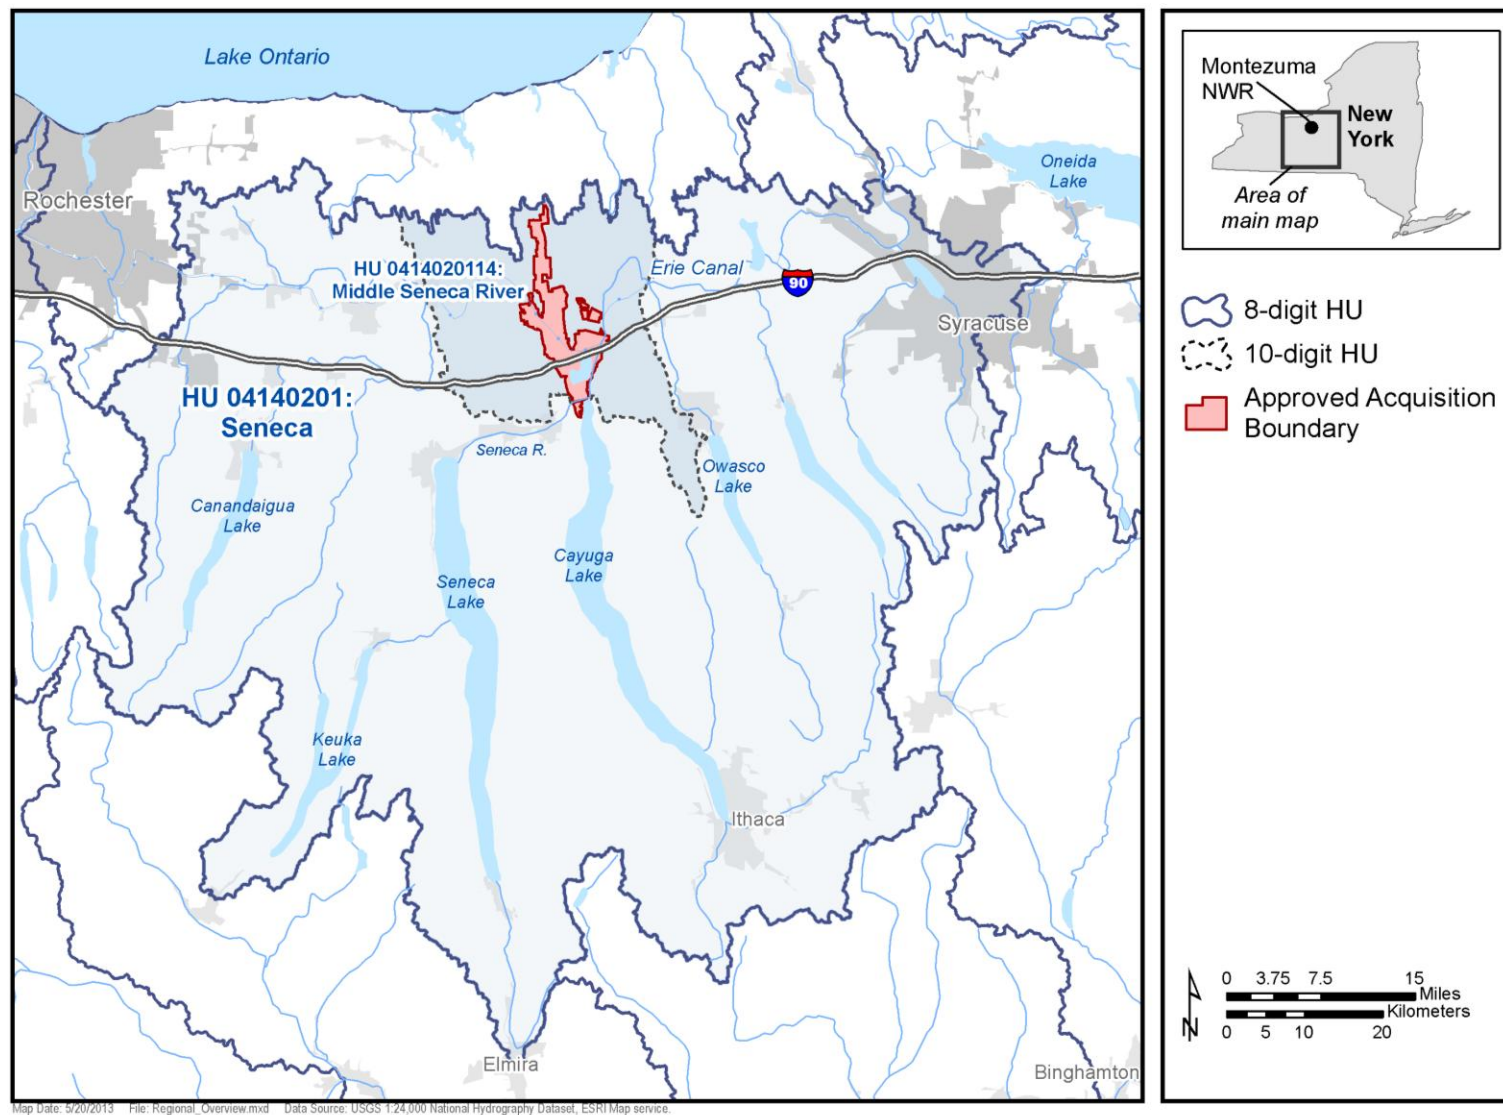 Lake Ontario
Rochester
Oneida
Lake
HU 0414020114:
Middle Seneca River
Erie Canal
90
Syracuse
HU 04140201:
Seneca
Seneca R.
Owasco
Lake
Canandaigua
Lake
Cayuga
Lake
Seneca
Lake
Keuka
Lake
Ithaca
Elmira
Binghamton
Montezuma
NWR
New
York
Area of
main map
8-digit HU
10-digit HU
Approved Acquisition
Boundary
N
0 3.75 7.5 15
Miles
Kilometers
0 5 10 20
Map Date: 5/20/2013 File: Regional_Overview.mxd Data Source: USGS 1:24,000 National Hydrography Dataset, ESRI Map service.